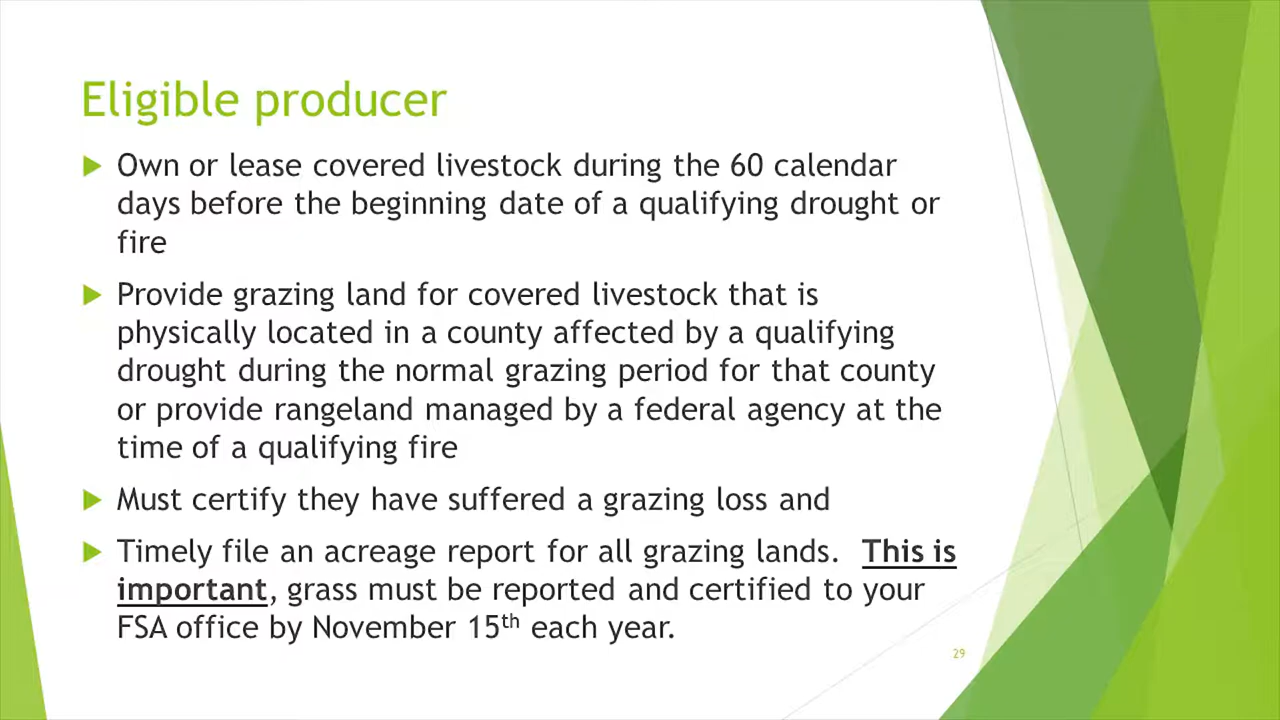 Eligible producer
Own or lease covered livestock during the 60 calendar
days before the beginning date of a qualifying drought or
fire
Provide grazing land for covered livestock that is
physically located in a county affected by a qualifying
drought during the normal grazing period for that county
or provide rangeland managed by a federal agency at the
time of a qualifying fire
Must certify they have suffered a grazing loss and
Timely file an acreage report for all grazing lands. This is
important, grass must be reported and certified to your
FSA office by November 15th each year.
29